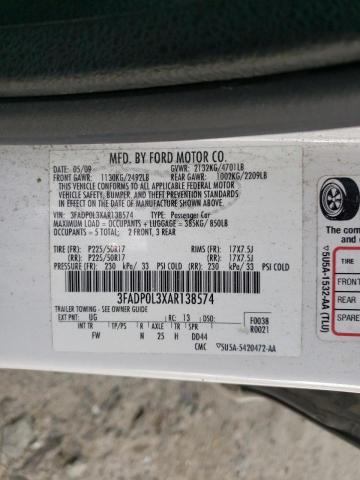 MFD. BY FORD MOTOR CO.
DATE: 05/09 GVWR: 2132KG/4701LB
FRONT GAWR: 1130KG/2492LB REAR GAWR: 1002KG/2209LB
THIS VEHICLE CONFORMS TO ALL APPLICABLE FEDERAL MOTOR VEHICLE
SAFETY, BUMPER, AND THEFT PREVENTION STANDARDS IN
EFFECT ON THE DATE OF MANUFACTURE SHOWN ABOVE.
VIN: 3FADP0L3XAR138574 TYPE: Passenger Car
MAXIMUM LOAD = OCCUPANTS + LUGGAGE = 385KG/ 850LB
OCCUPANTS = 5 TOTAL: 2 FRONT, 3 REAR
TIRE (FR): P225/50R17 RIMS (FR): 17X7.5J
(RR): P225/50R17 (RR): 17X7.5J
PRESSURE (FR): 230 kPa/ 33 PSI COLD (RR): 230 kPa/ 33 PSI COLD
3FADP0L3XAR138574
TRAILER TOWING - SEE OWNER GUIDE
EXT PNT: UG RC: 13 DSO: F0038
R0021
INT TR TP/PS R AXLE TR SPR
FW N 25 H DD44
CMC 5U5A-5420472-AA
The com
and carg
TIRE
FRONT
REAR
SPARE
5U5A-1532-AA (TLU)